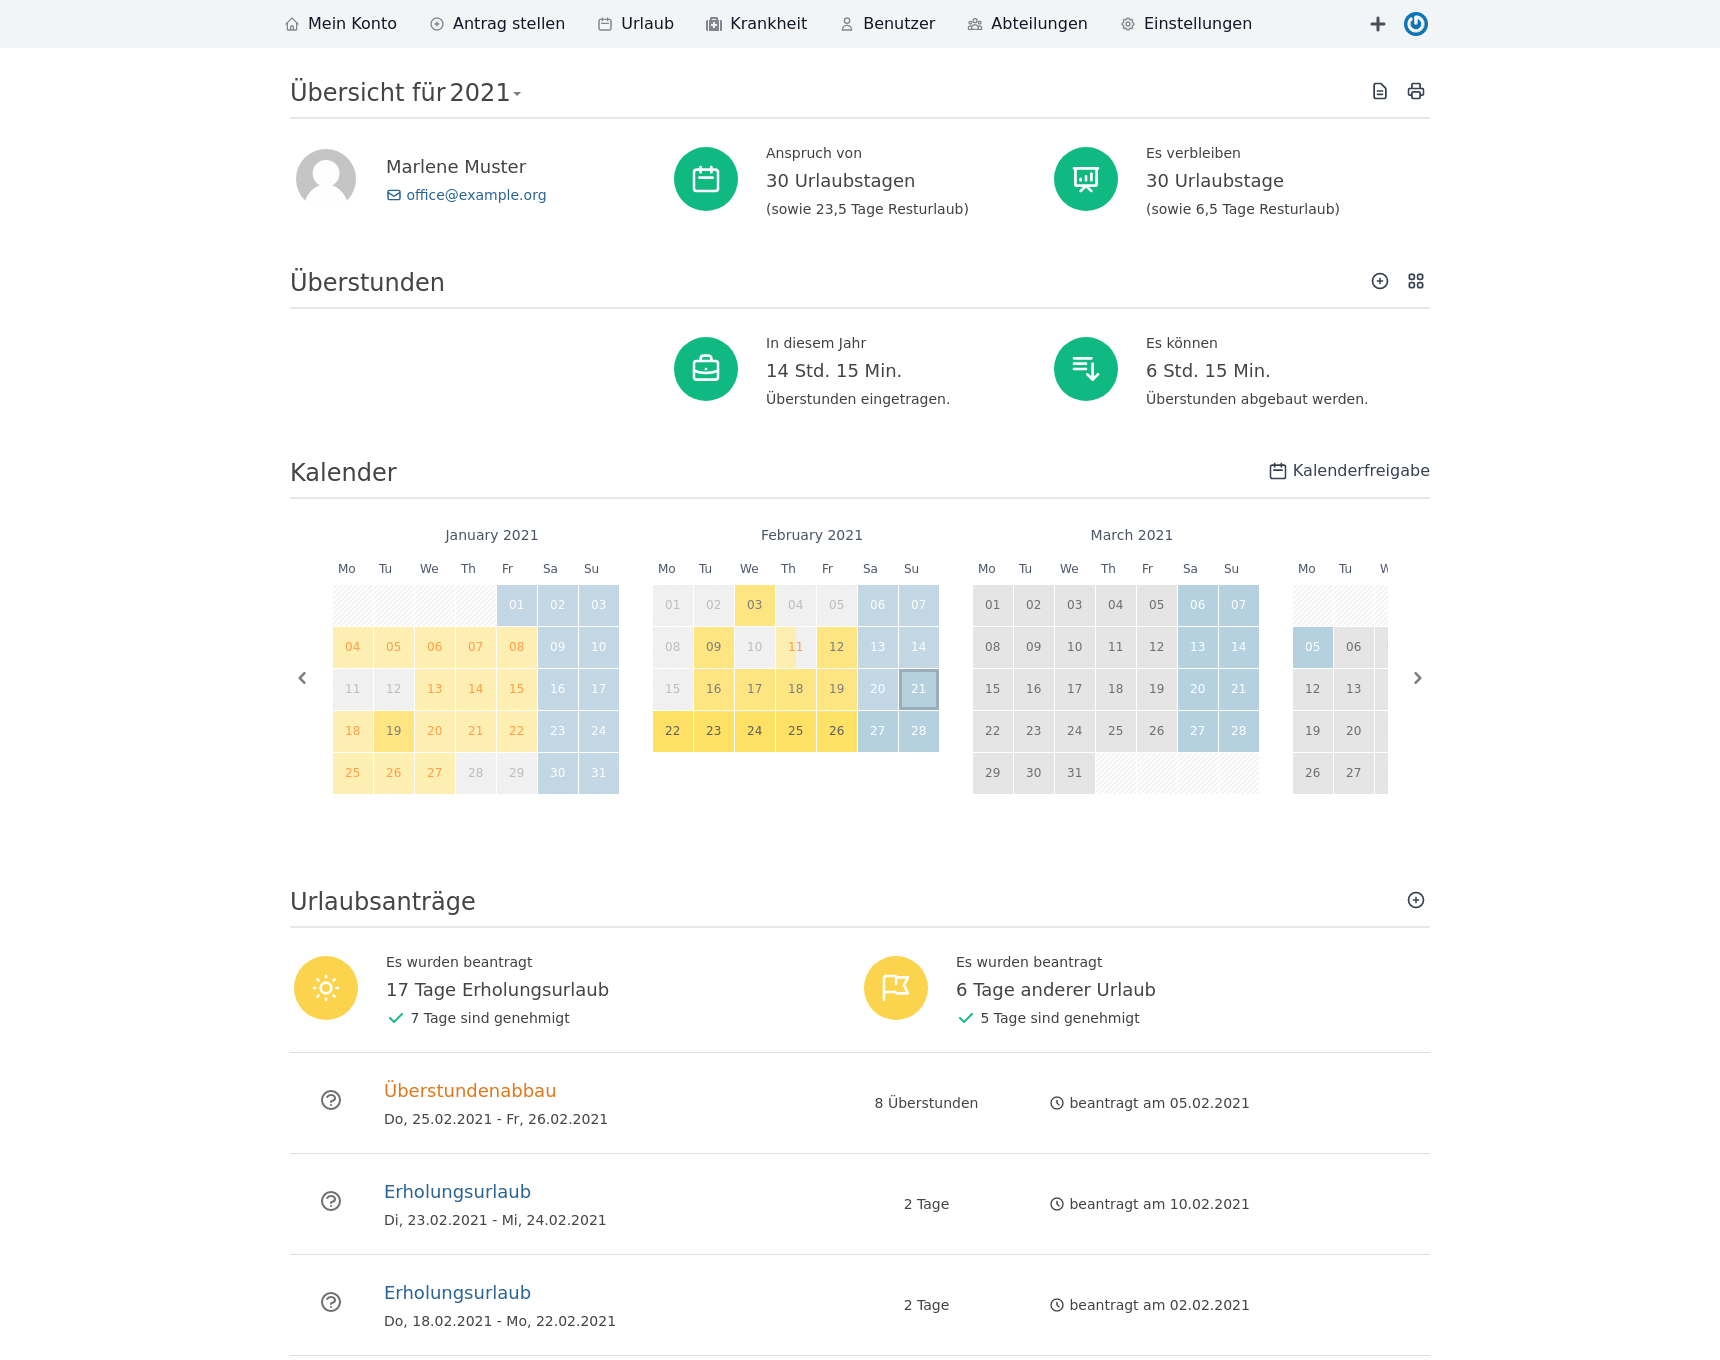 Mein Konto Antrag stellen Urlaub Krankheit Benutzer Abteilungen Einstellungen
Übersicht für 2021
Marlene Muster
office@example.org
Anspruch von
30 Urlaubstagen
(sowie 23,5 Tage Resturlaub)
Es verbleiben
30 Urlaubstage
(sowie 6,5 Tage Resturlaub)
Überstunden
In diesem Jahr
14 Std. 15 Min.
Überstunden eingetragen.
Es können
6 Std. 15 Min.
Überstunden abgebaut werden.
Kalender
Kalenderfreigabe
January 2021
Mo Tu We Th Fr Sa Su
01 02 03
04 05 06 07 08 09 10
11 12 13 14 15 16 17
18 19 20 21 22 23 24
25 26 27 28 29 30 31
February 2021
Mo Tu We Th Fr Sa Su
01 02 03 04 05 06 07
08 09 10 11 12 13 14
15 16 17 18 19 20 21
22 23 24 25 26 27 28
March 2021
Mo Tu We Th Fr Sa Su
01 02 03 04 05 06 07
08 09 10 11 12 13 14
15 16 17 18 19 20 21
22 23 24 25 26 27 28
29 30 31
Mo Tu
05 06
12 13
19 20
26 27
Urlaubsanträge
Es wurden beantragt
17 Tage Erholungsurlaub
7 Tage sind genehmigt
Es wurden beantragt
6 Tage anderer Urlaub
5 Tage sind genehmigt
Überstundenabbau
Do, 25.02.2021 - Fr, 26.02.2021
8 Überstunden
beantragt am 05.02.2021
Erholungsurlaub
Di, 23.02.2021 - Mi, 24.02.2021
2 Tage
beantragt am 10.02.2021
Erholungsurlaub
Do, 18.02.2021 - Mo, 22.02.2021
2 Tage
beantragt am 02.02.2021